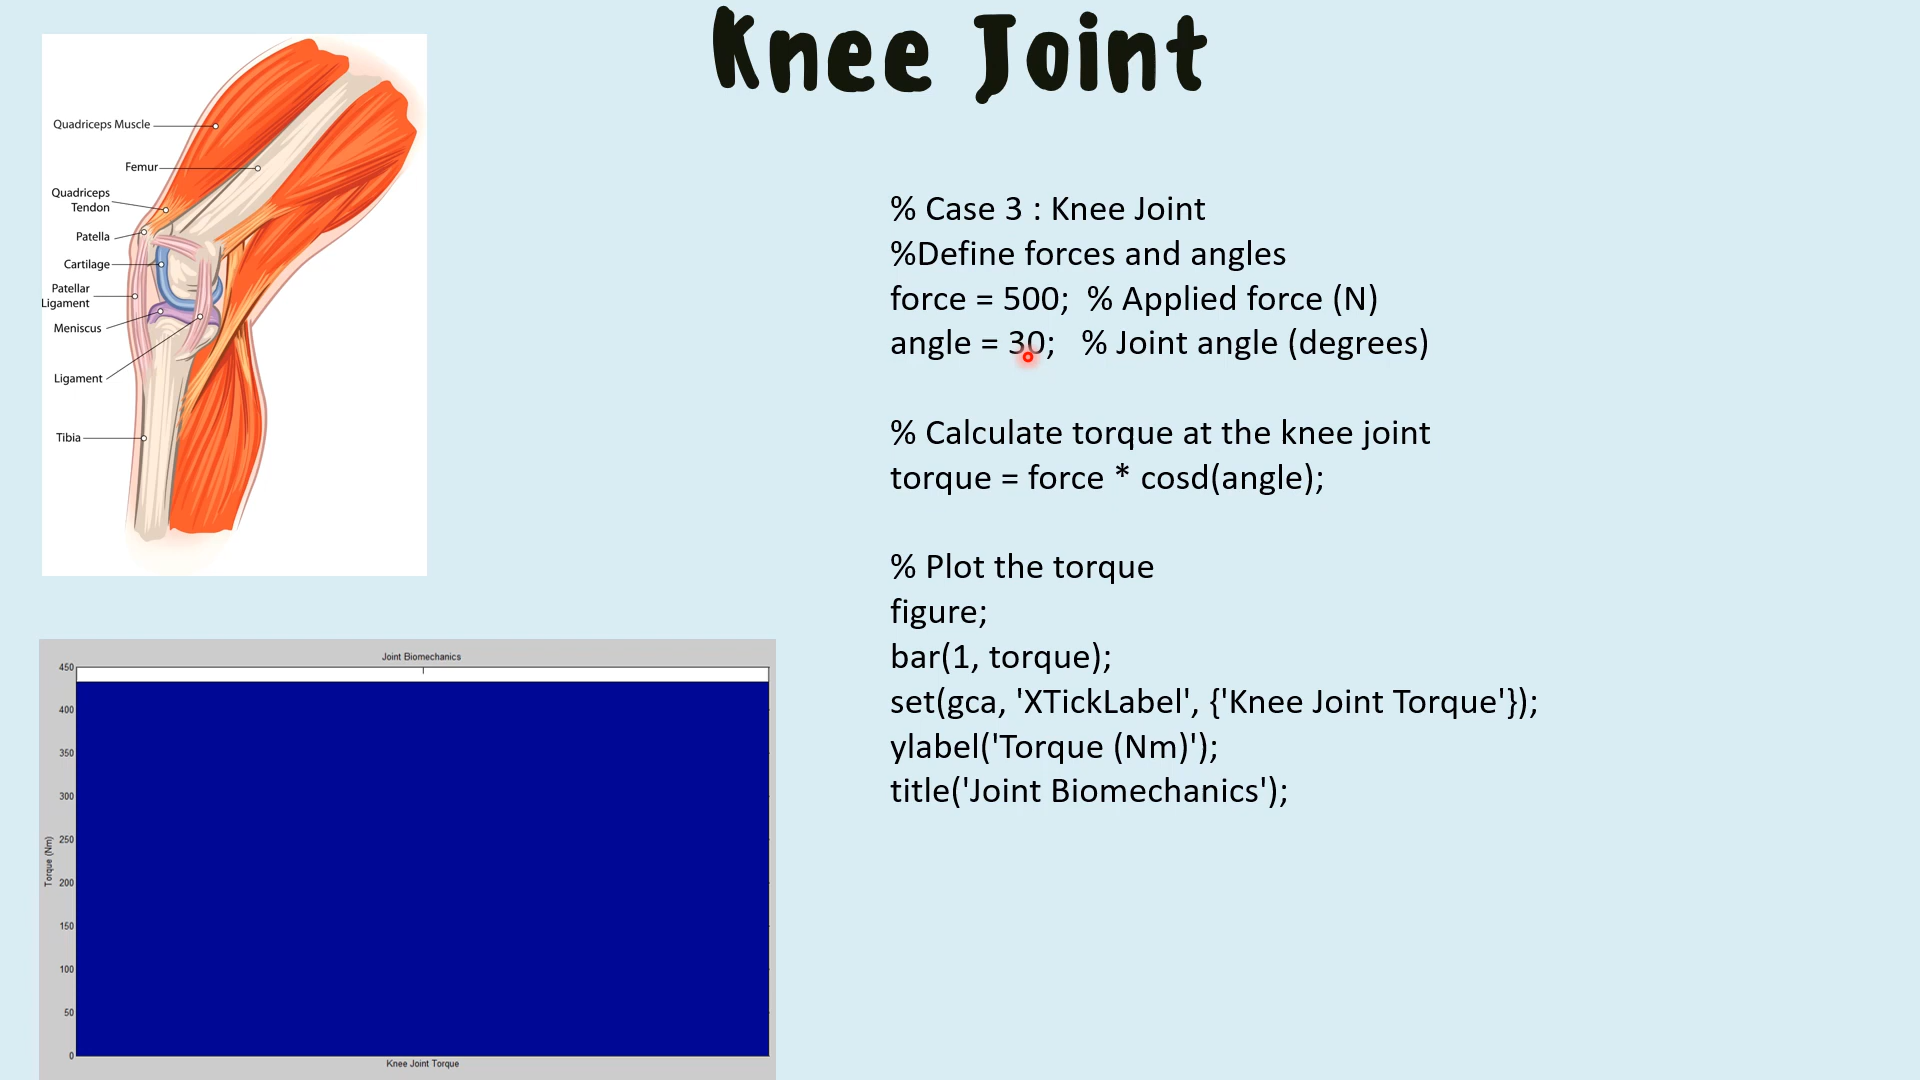 Knee Joint
Quadriceps Muscle
Femur
Quadriceps
Tendon
Patella
Cartilage
Patellar
Ligament
Meniscus
Ligament
Tibia
% Case 3 : Knee Joint
%Define forces and angles
force = 500;  % Applied force (N)
angle = 30;   % Joint angle (degrees)
% Calculate torque at the knee joint
torque = force * cosd(angle);
% Plot the torque
figure;
bar(1, torque);
set(gca, 'XTickLabel', {'Knee Joint Torque'});
ylabel('Torque (Nm)');
title('Joint Biomechanics');
Joint Biomechanics
450
400
350
300
250
200
150
100
50
0
Torque (Nm)
Knee Joint Torque